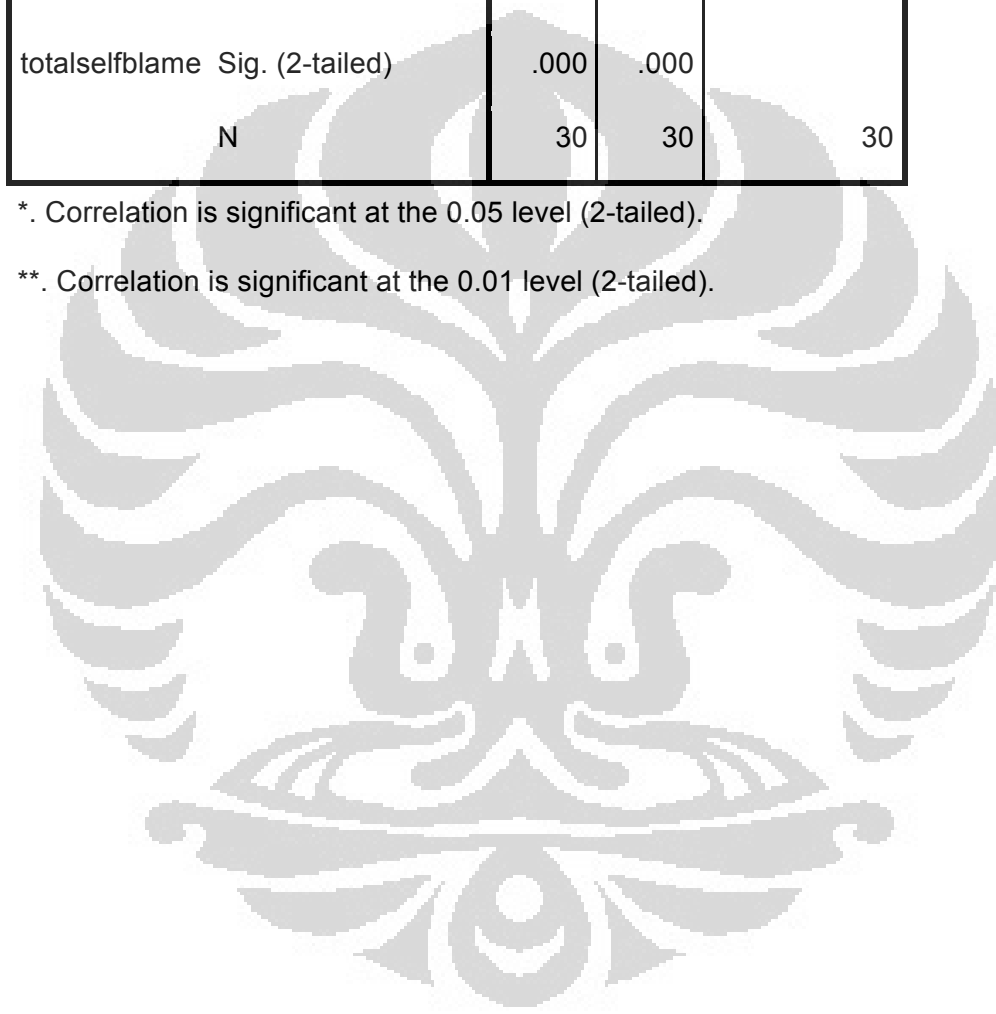 totalselfblame Sig. (2-tailed) .000 .000
N 30 30 30
*. Correlation is significant at the 0.05 level (2-tailed).
**. Correlation is significant at the 0.01 level (2-tailed).